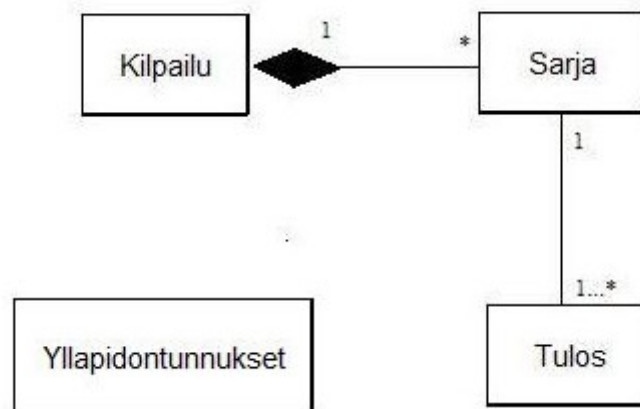 Kilpailu
1
*
Sarja
1
1...*
Yllapidontunnukset
Tulos